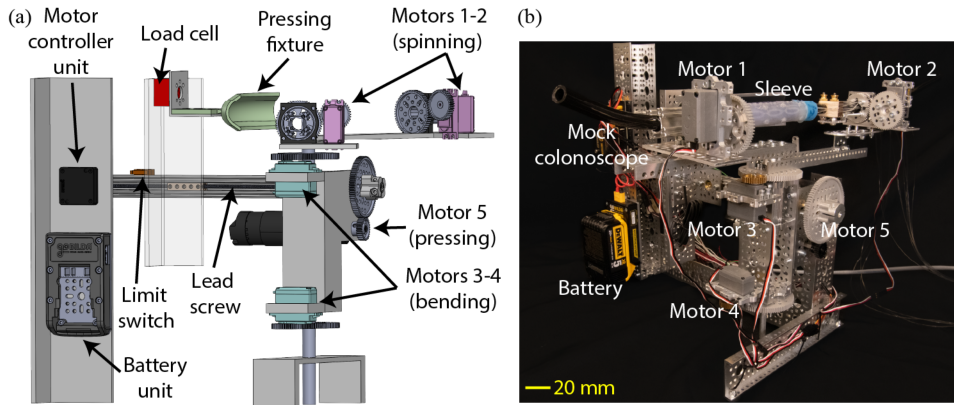 (a)
Motor
controller
unit
Load cell
Pressing
fixture
Motors 1-2
(spinning)
Motor 5
(pressing)
Motors 3-4
(bending)
Lead
screw
Limit
switch
Battery
unit
(b)
Motor 1
Motor 2
Sleeve
Mock
colonoscope
Motor 3
Motor 5
Battery
Motor 4
20 mm
DEWALT